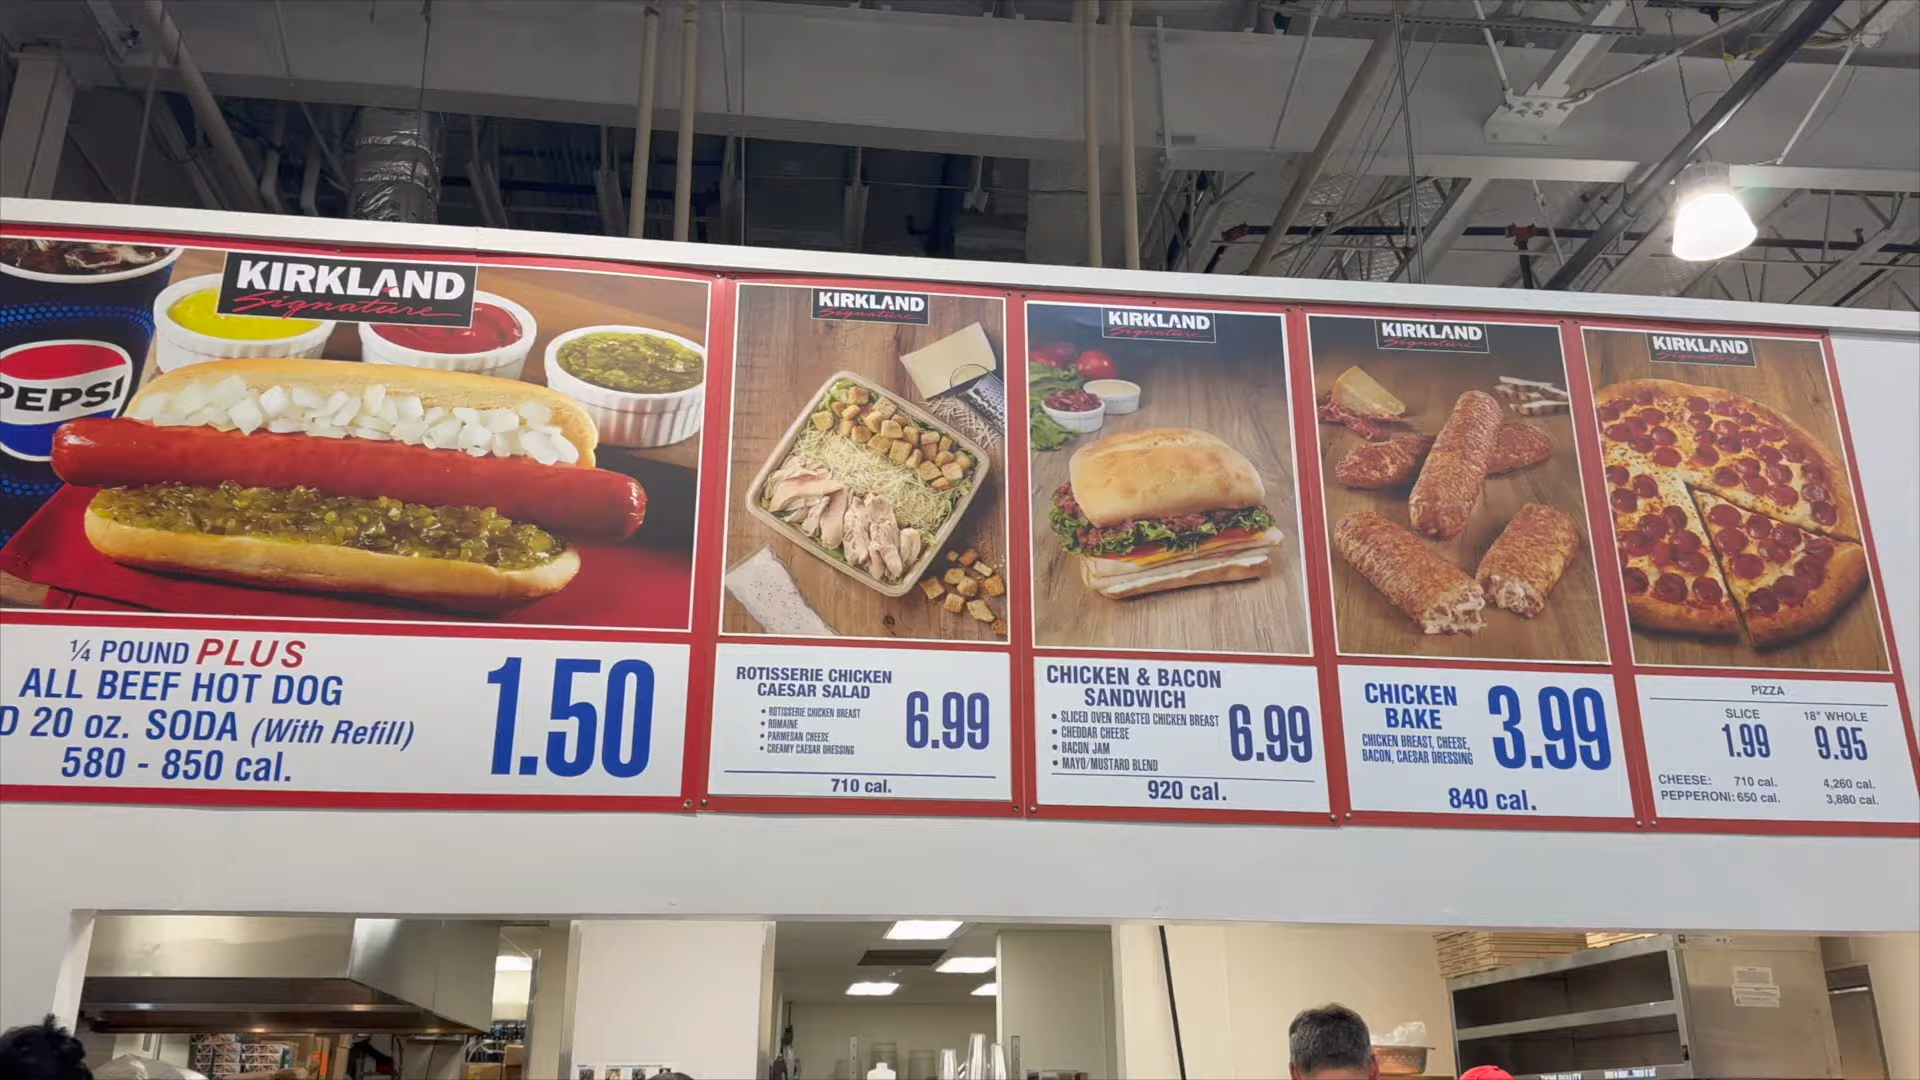 KIRKLAND
Signature
PEPSI
¼ POUND PLUS
ALL BEEF HOT DOG
D 20 oz. SODA (With Refill)
580 - 850 cal.
1.50
KIRKLAND
Signature
ROTISSERIE CHICKEN
CAESAR SALAD
• ROTISSERIE CHICKEN BREAST
• ROMAINE
• PARMESAN CHEESE
• CREAMY CAESAR DRESSING
6.99
710 cal.
KIRKLAND
Signature
CHICKEN & BACON
SANDWICH
• SLICED OVEN ROASTED CHICKEN BREAST
• CHEDDAR CHEESE
• BACON JAM
• MAYO/MUSTARD BLEND
6.99
920 cal.
KIRKLAND
Signature
CHICKEN
BAKE
CHICKEN BREAST, CHEESE,
BACON, CAESAR DRESSING
3.99
840 cal.
KIRKLAND
Signature
PIZZA
SLICE 18" WHOLE
1.99 9.95
CHEESE: 710 cal. 4,260 cal.
PEPPERONI: 650 cal. 3,880 cal.
THINK QUALITY